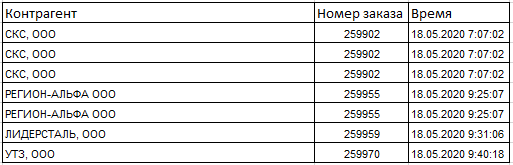 Контрагент Номер заказа Время
СКС, ООО 259902 18.05.2020 7:07:02
СКС, ООО 259902 18.05.2020 7:07:02
СКС, ООО 259902 18.05.2020 7:07:02
РЕГИОН-АЛЬФА ООО 259955 18.05.2020 9:25:07
РЕГИОН-АЛЬФА ООО 259955 18.05.2020 9:25:07
ЛИДЕРСТАЛЬ, ООО 259959 18.05.2020 9:31:06
УТЗ, ООО 259970 18.05.2020 9:40:18